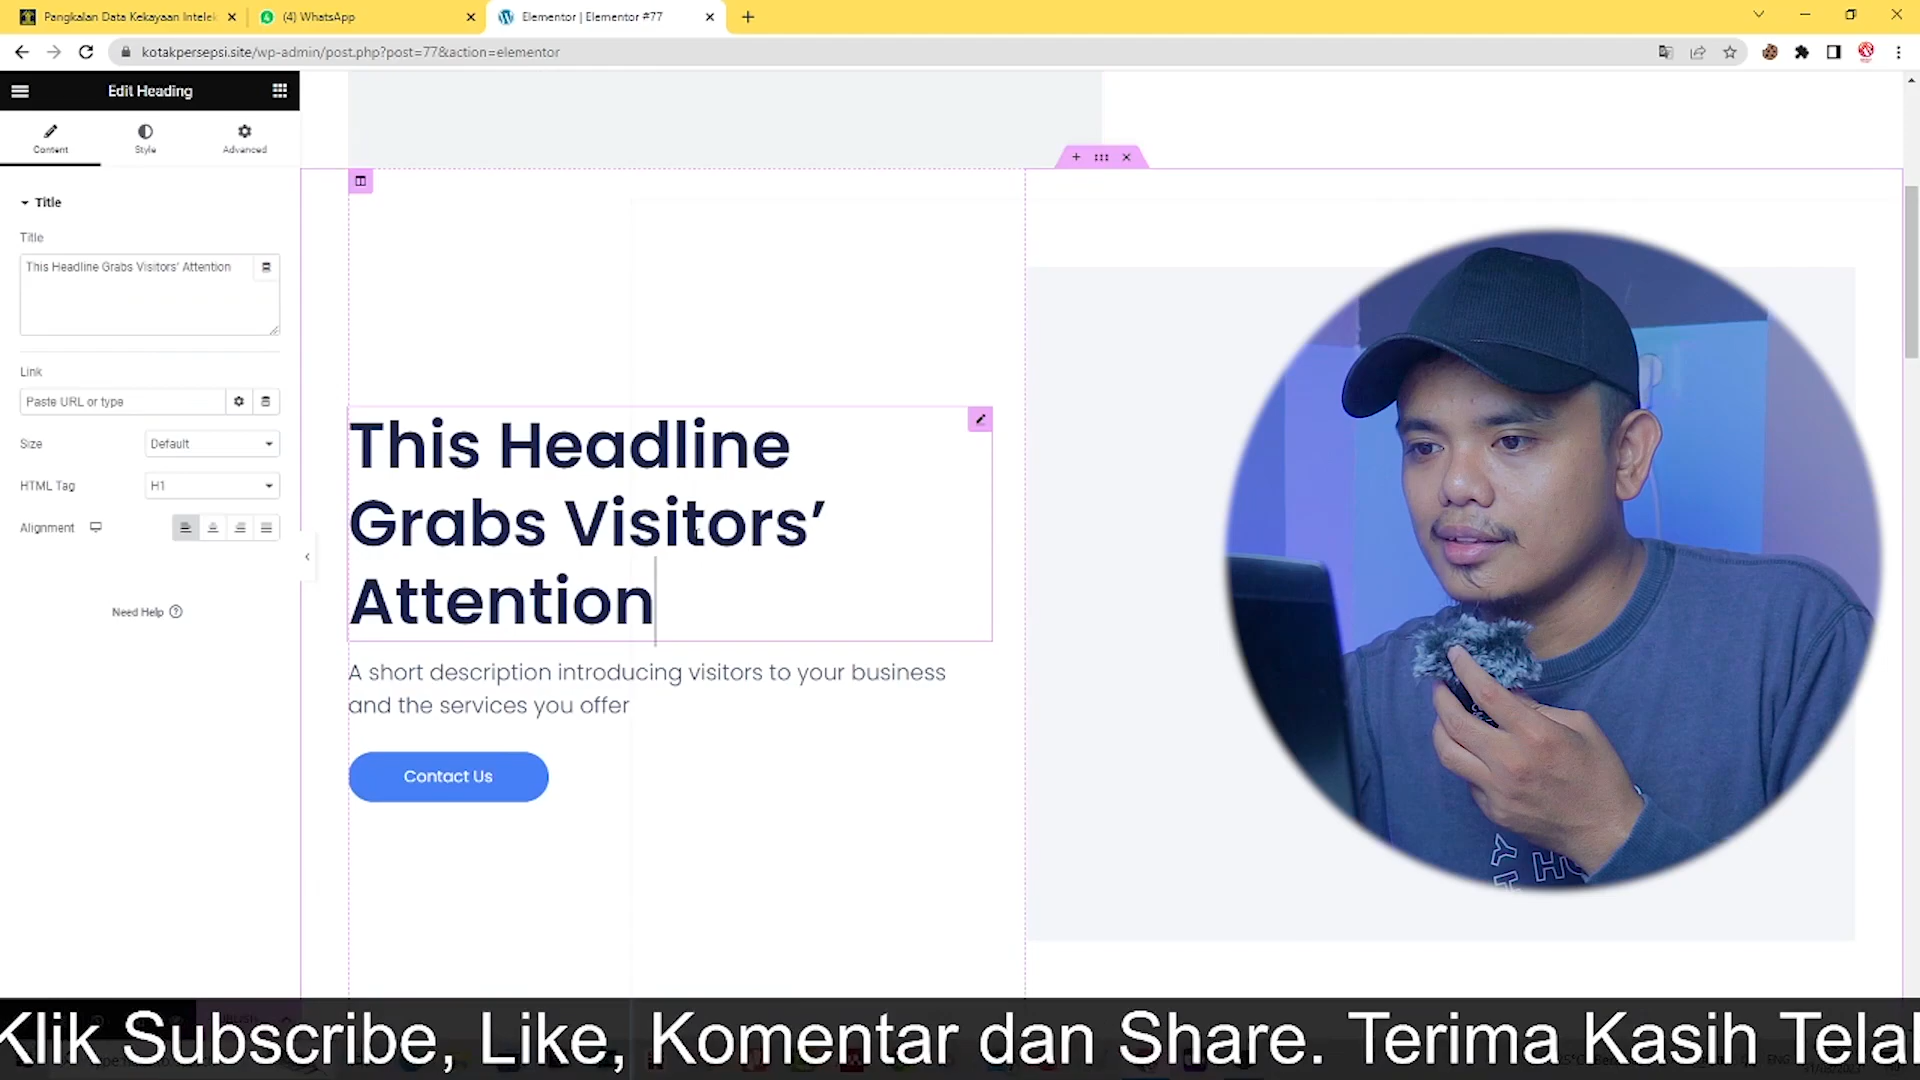 Pangkalan Data Kekayaan Intelek
(4) WhatsApp
Elementor | Elementor #77
kotakpersepsi.site/wp-admin/post.php?post=77&action=elementor
Edit Heading
Content
Style
Advanced
Title
Title
This Headline Grabs Visitors' Attention
Link
Paste URL or type
Size
Default
HTML Tag
H1
Alignment
Need Help
This Headline
Grabs Visitors’
Attention
A short description introducing visitors to your business
and the services you offer
Contact Us
Klik Subscribe, Like, Komentar dan Share. Terima Kasih Telal